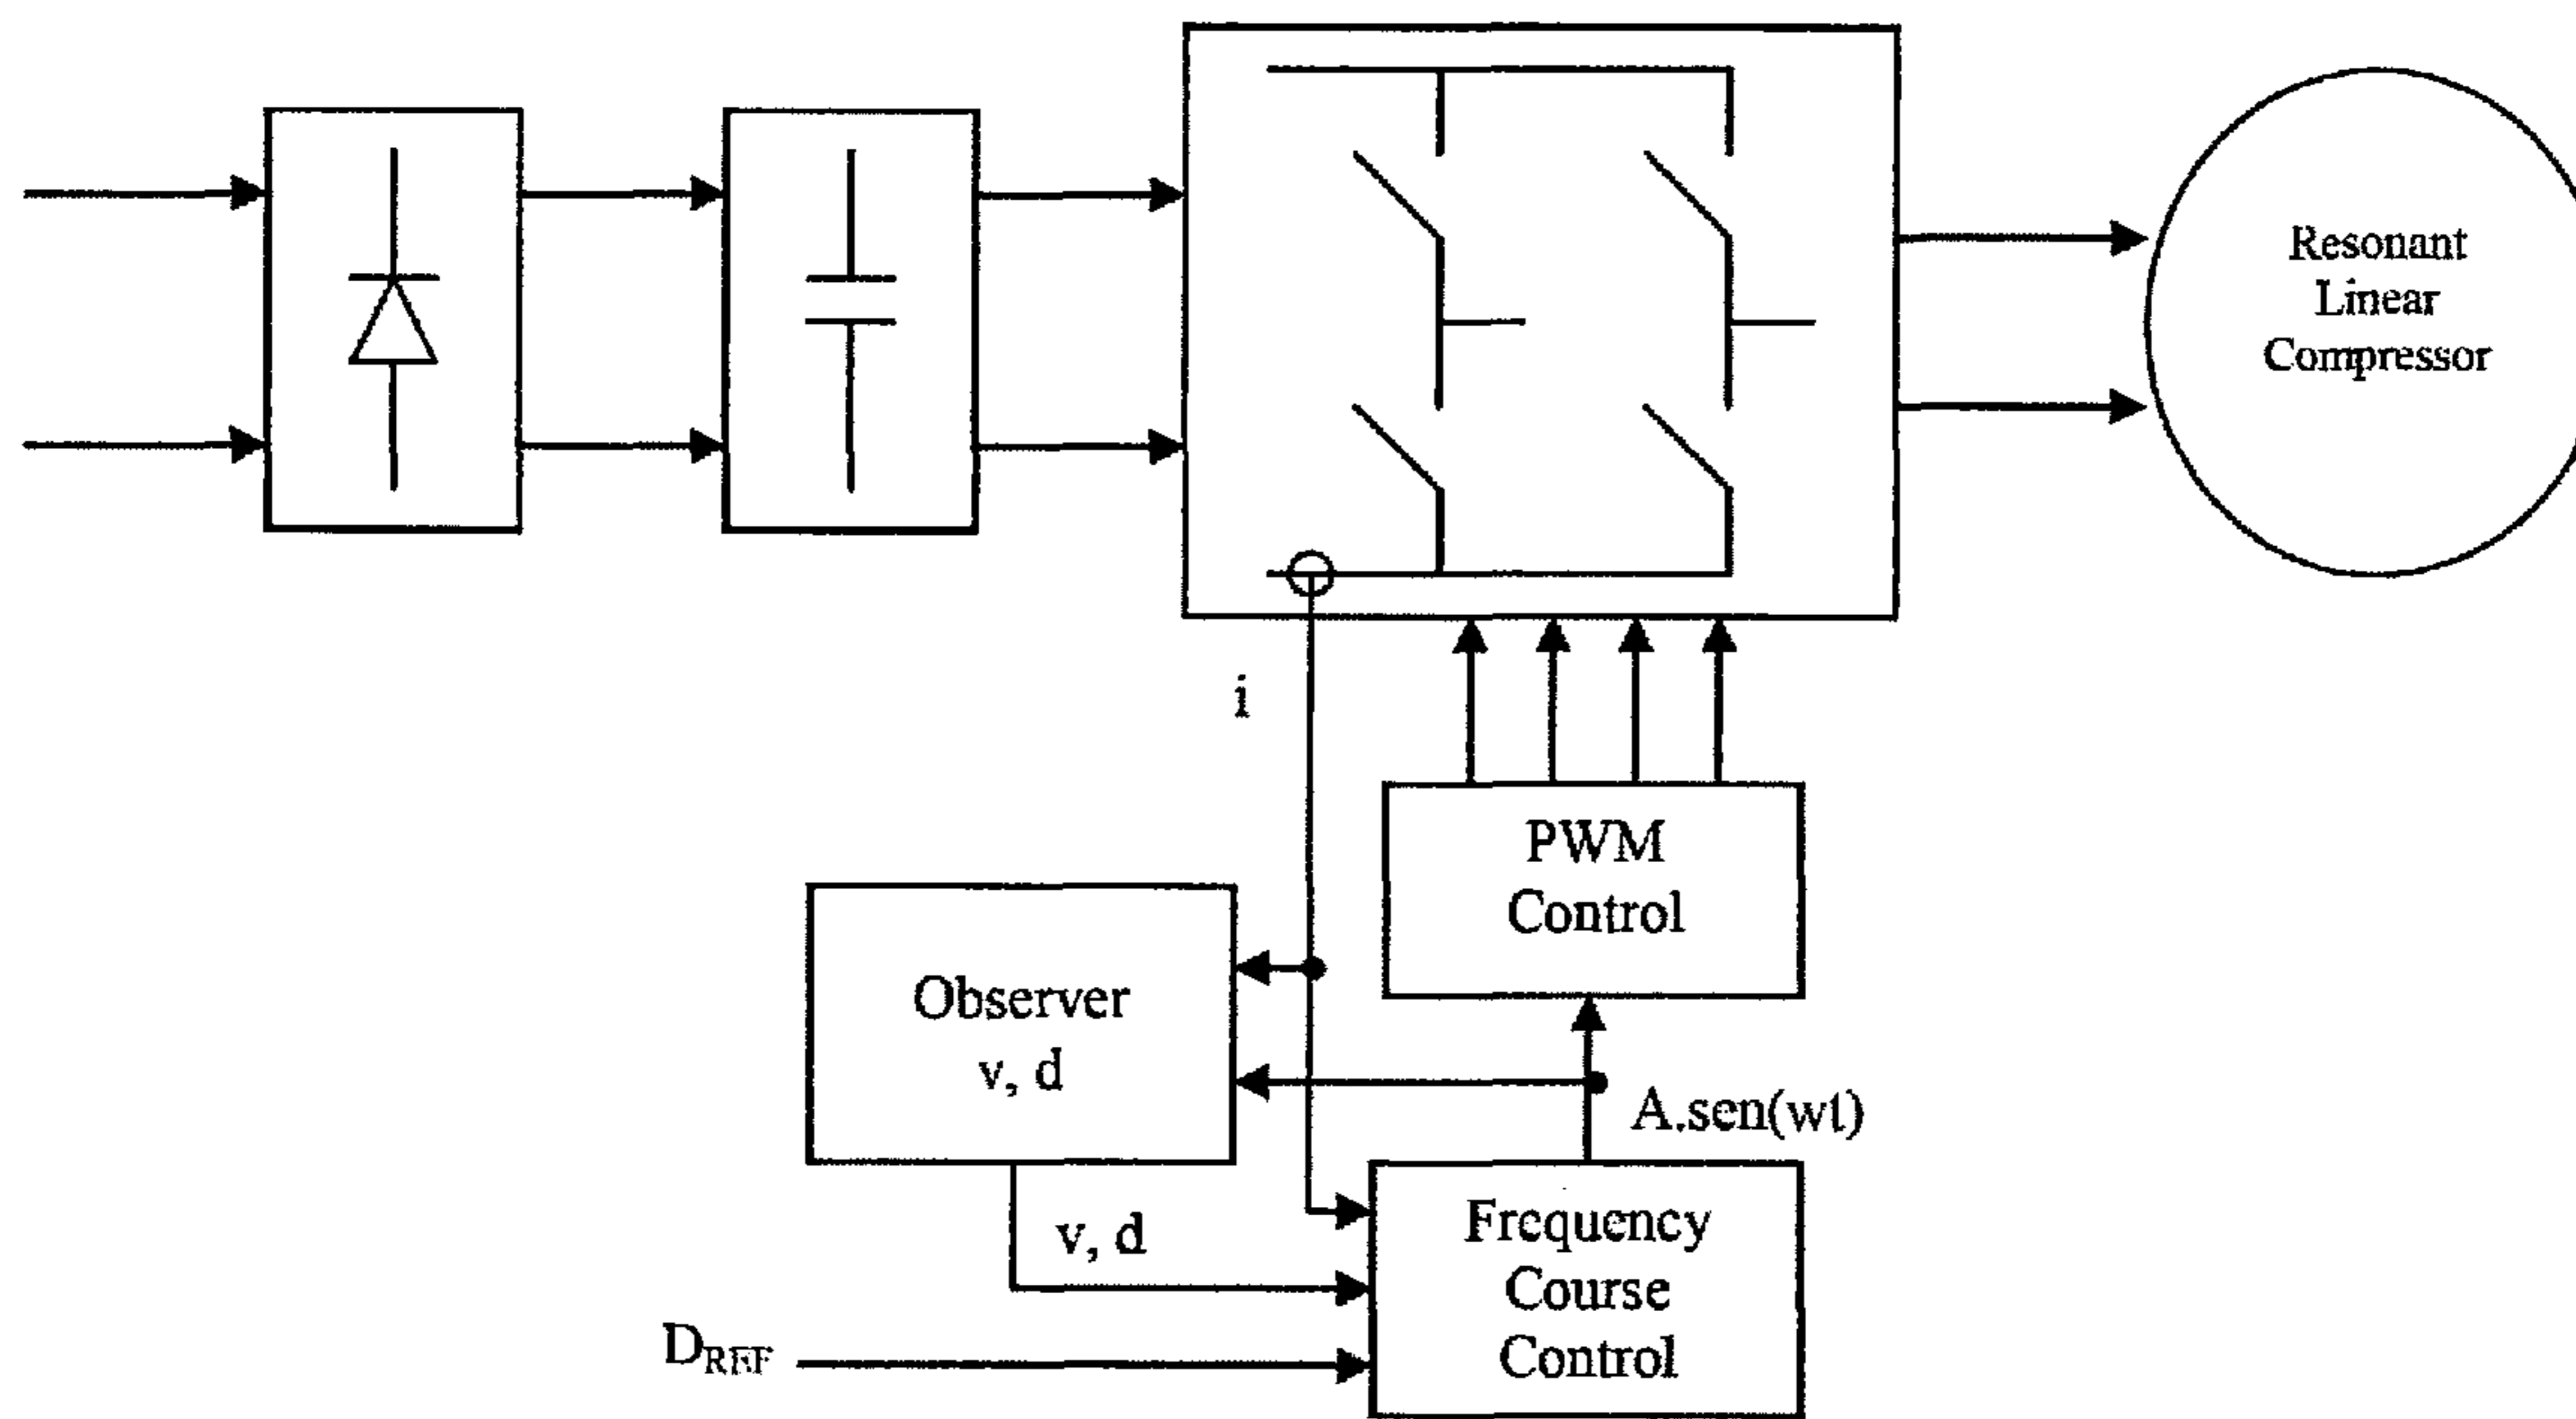 Resonant
Linear
Compressor
i
PWM
Control
Observer
v, d
A.sen(wt)
v, d
Frequency
Course
Control
DREF